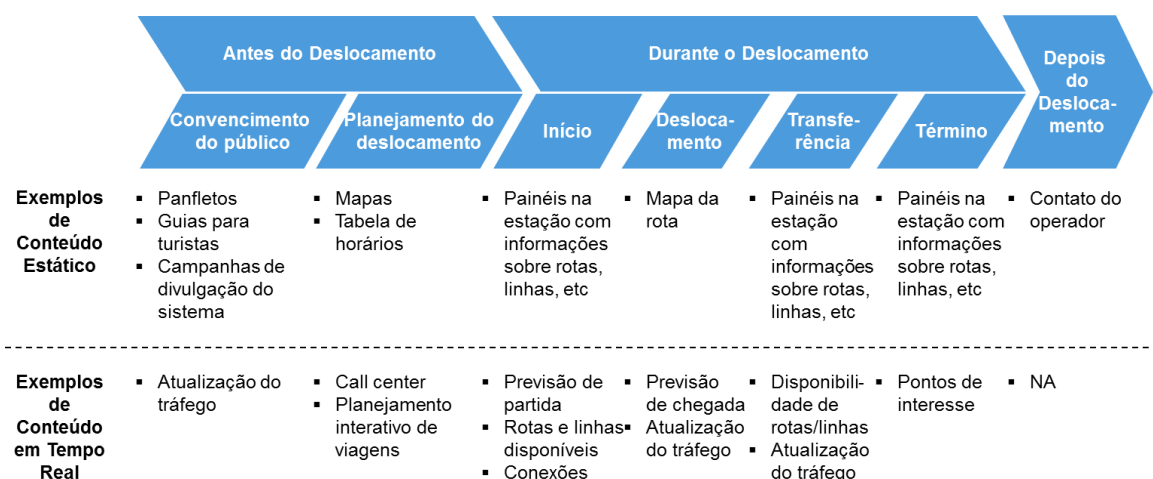 Antes do Deslocamento
Durante o Deslocamento
Depois
do
Desloca-
mento
Convencimento
do público
Planejamento do
deslocamento
Início
Desloca-
mento
Transfe-
rência
Término
Exemplos
de
Conteúdo
Estático
▪ Panfletos
▪ Guias para
turistas
▪ Campanhas de
divulgação do
sistema
▪ Mapas
▪ Tabela de
horários
▪ Painéis na
estação com
informações
sobre rotas,
linhas, etc
▪ Mapa da
rota
▪ Painéis na
estação
com
informações
sobre rotas,
linhas, etc
▪ Painéis na
estação com
informações
sobre rotas,
linhas, etc
▪ Contato do
operador
Exemplos
de
Conteúdo
em Tempo
Real
▪ Atualização do
tráfego
▪ Call center
▪ Planejamento
interativo de
viagens
▪ Previsão de
partida
▪ Rotas e linhas
disponíveis
▪ Conexões
▪ Previsão
de chegada
▪ Atualização
do tráfego
▪ Disponibili-
dade de
rotas/linhas
▪ Atualização
do tráfego
▪ Pontos de
interesse
▪ NA